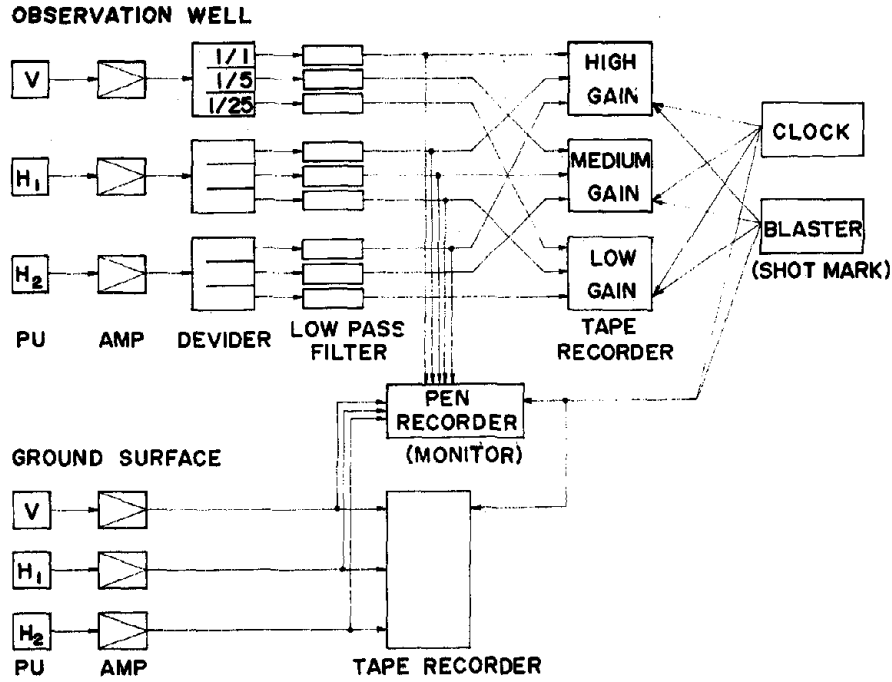 OBSERVATION WELL
V
1/1
1/5
1/25
HIGH
GAIN
CLOCK
H1
MEDIUM
GAIN
BLASTER
(SHOT MARK)
H2
LOW
GAIN
PU
AMP
DEVIDER
LOW PASS
FILTER
TAPE
RECORDER
PEN
RECORDER
(MONITOR)
GROUND SURFACE
V
H1
H2
PU
AMP
TAPE RECORDER